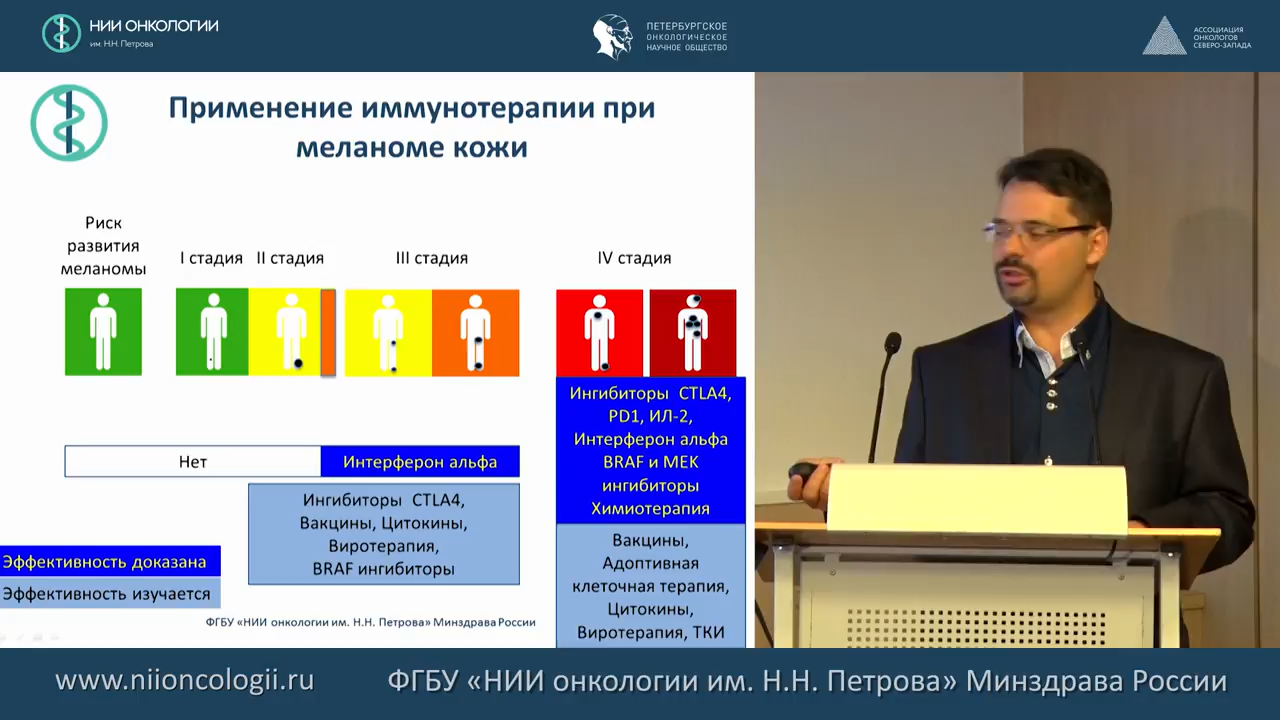 НИИ ОНКОЛОГИИ
им. Н.Н. Петрова
ПЕТЕРБУРГСКОЕ
ОНКОЛОГИЧЕСКОЕ
НАУЧНОЕ ОБЩЕСТВО
АССОЦИАЦИЯ
ОНКОЛОГОВ
СЕВЕРО-ЗАПАДА
Применение иммунотерапии при
меланоме кожи
Риск
развития
меланомы
I стадия
II стадия
III стадия
IV стадия
Нет
Интерферон альфа
Ингибиторы CTLA4,
Вакцины, Цитокины,
Виротерапия,
BRAF ингибиторы
Ингибиторы CTLA4,
PD1, ИЛ-2,
Интерферон альфа
BRAF и MEK
ингибиторы
Химиотерапия
Вакцины,
Адоптивная
клеточная терапия,
Цитокины,
Виротерапия, ТКИ
Эффективность доказана
Эффективность изучается
ФГБУ «НИИ онкологии им. Н.Н. Петрова» Минздрава России
www.niioncologii.ru
ФГБУ «НИИ онкологии им. Н.Н. Петрова» Минздрава России